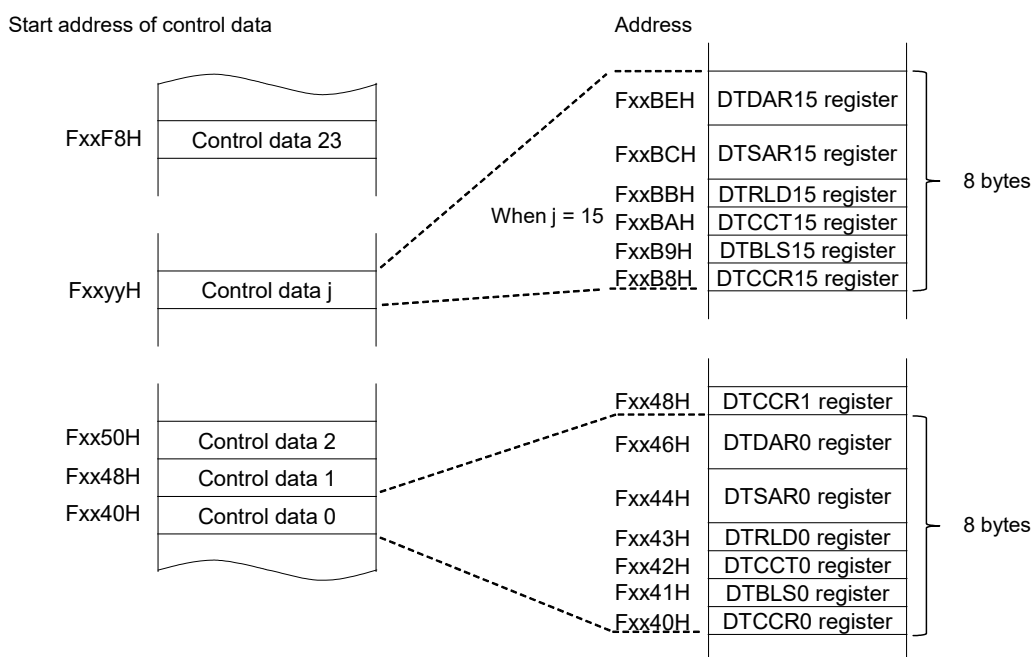 Start address of control data
Address
FxxF8H Control data 23
FxxyyH Control data j
When j = 15
FxxBEH DTDAR15 register
FxxBCH DTSAR15 register
FxxBBH DTRLD15 register
FxxBAH DTCCT15 register
FxxB9H DTBLS15 register
FxxB8H DTCCR15 register
8 bytes
Fxx50H Control data 2
Fxx48H Control data 1
Fxx40H Control data 0
Fxx48H DTCCR1 register
Fxx46H DTDAR0 register
Fxx44H DTSAR0 register
Fxx43H DTRLD0 register
Fxx42H DTCCT0 register
Fxx41H DTBLS0 register
Fxx40H DTCCR0 register
8 bytes